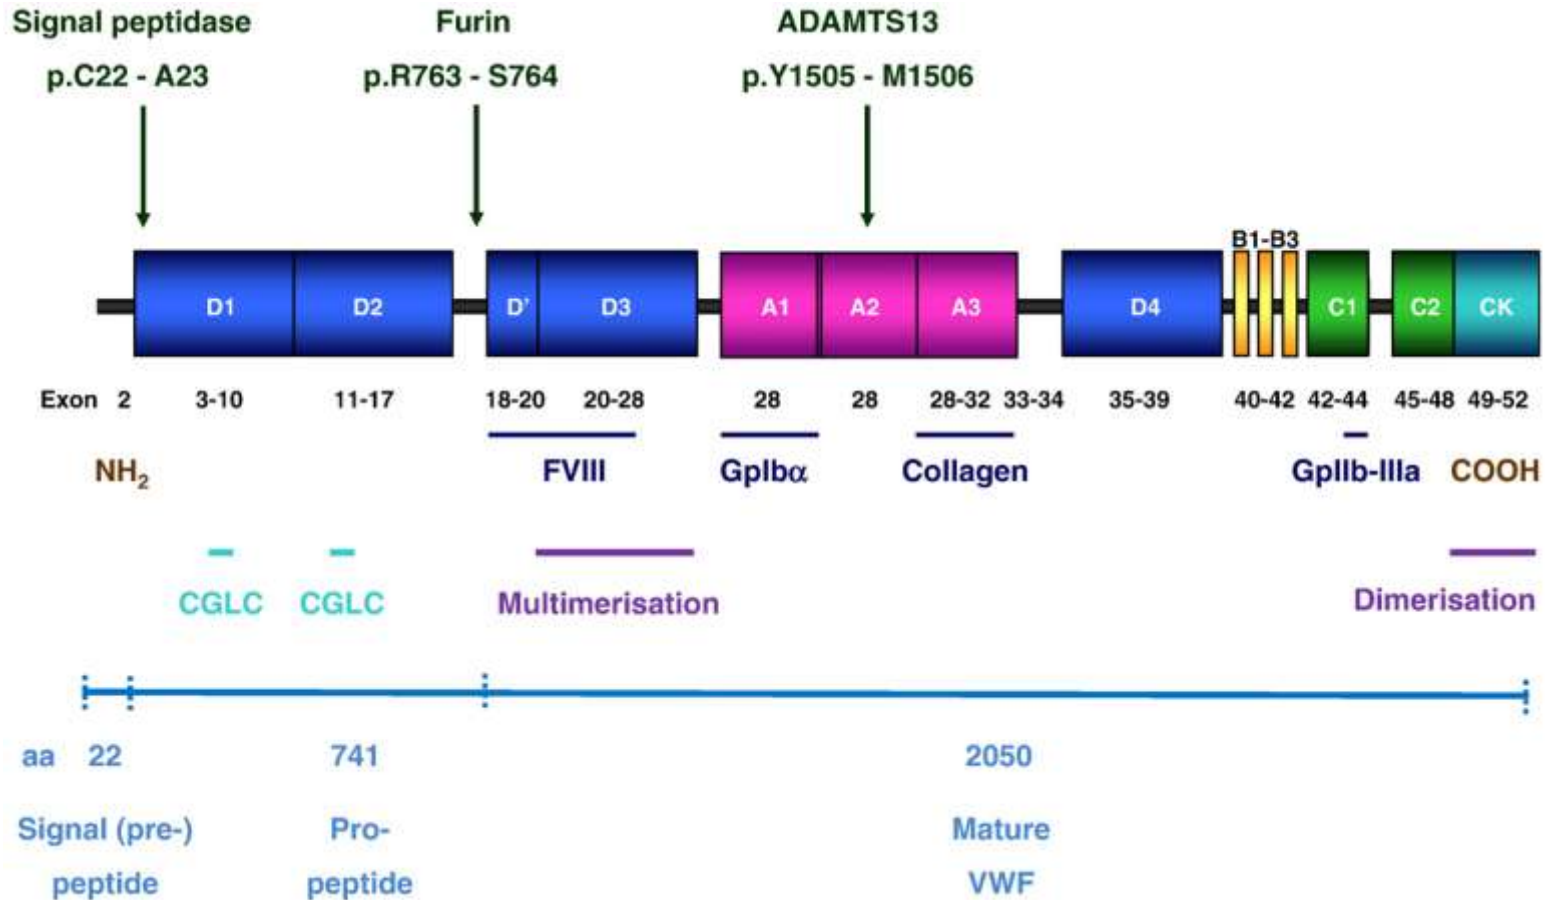 Signal peptidase Furin ADAMTS13
p.C22 - A23 p.R763 - S764 p.Y1505 - M1506
B1-B3
D1 D2 D' D3 A1 A2 A3 D4 C1 C2 CK
Exon 2 3-10 11-17 18-20 20-28 28 28 28-32 33-34 35-39 40-42 42-44 45-48 49-52
NH2 FVIII GpIbα Collagen GpIIb-IIIa COOH
CGLC CGLC Multimerisation Dimerisation
aa 22 741 2050
Signal (pre-) Pro- Mature
peptide peptide VWF